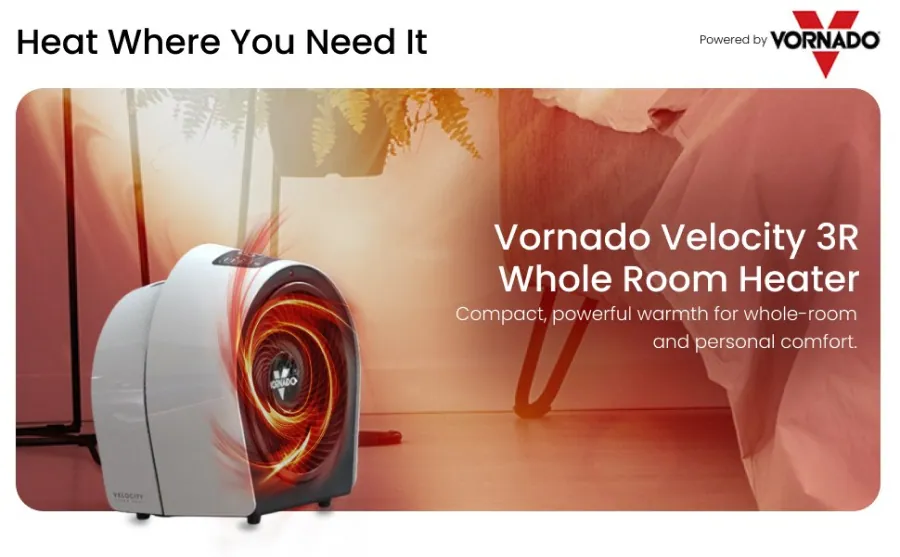 Heat Where You Need It
Powered by VORNADO
Vornado Velocity 3R
Whole Room Heater
Compact, powerful warmth for whole-room
and personal comfort.
VORNADO
VELOCITY